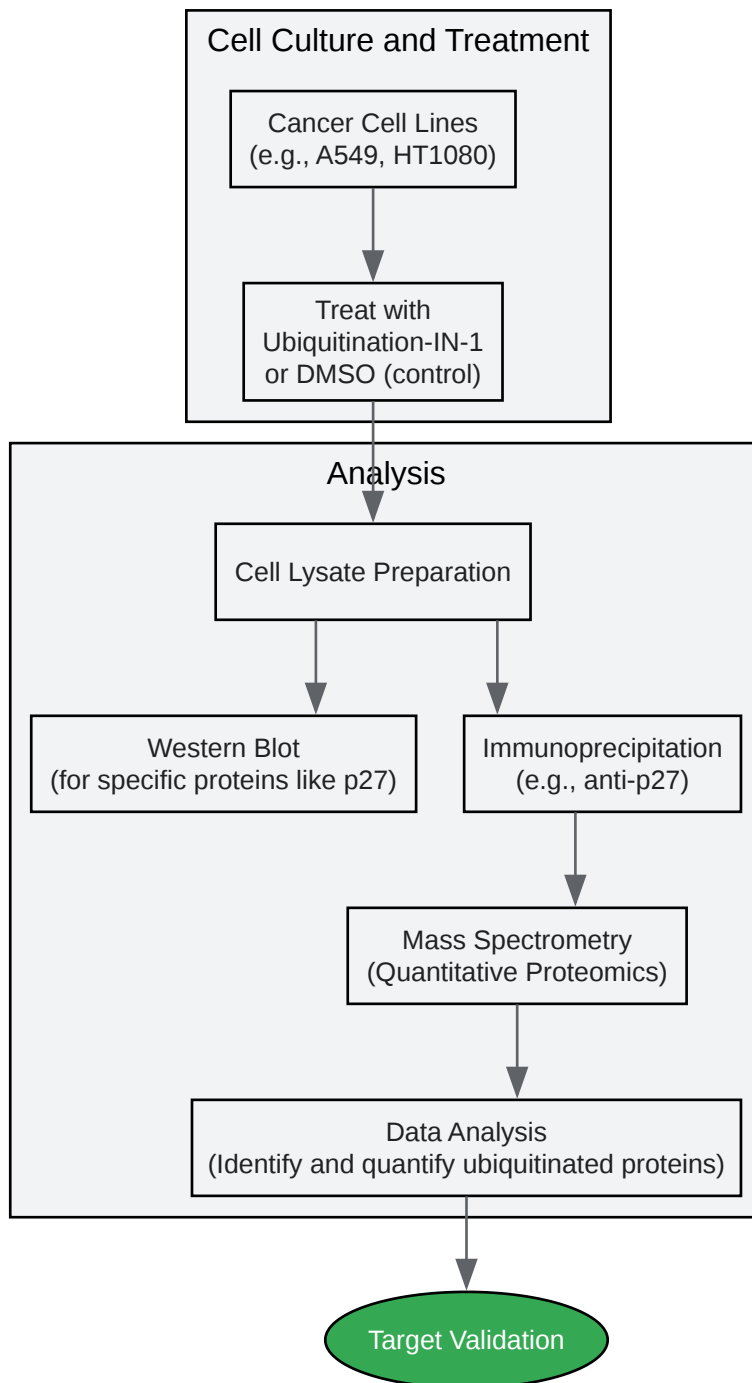 Cell Culture and Treatment
Cancer Cell Lines
(e.g., A549, HT1080)
Treat with
Ubiquitination-IN-1
or DMSO (control)
Analysis
Cell Lysate Preparation
Western Blot
(for specific proteins like p27)
Immunoprecipitation
(e.g., anti-p27)
Mass Spectrometry
(Quantitative Proteomics)
Data Analysis
(Identify and quantify ubiquitinated proteins)
Target Validation